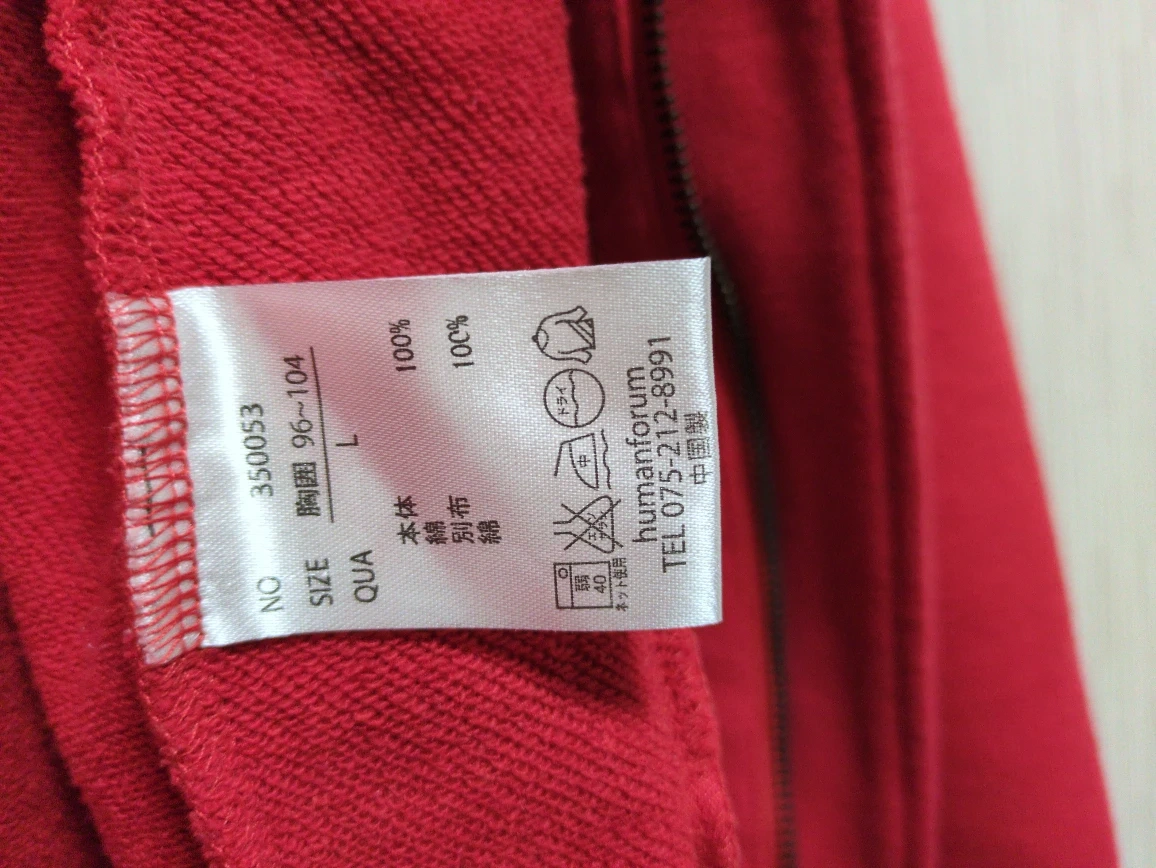 NO 350053
SIZE 胸囲 96~104
L
QUA
本体
綿 100%
別布
綿 100%
弱 40 中 ドライ
ネット使用
humanforum
TEL 075-212-8991
中国製